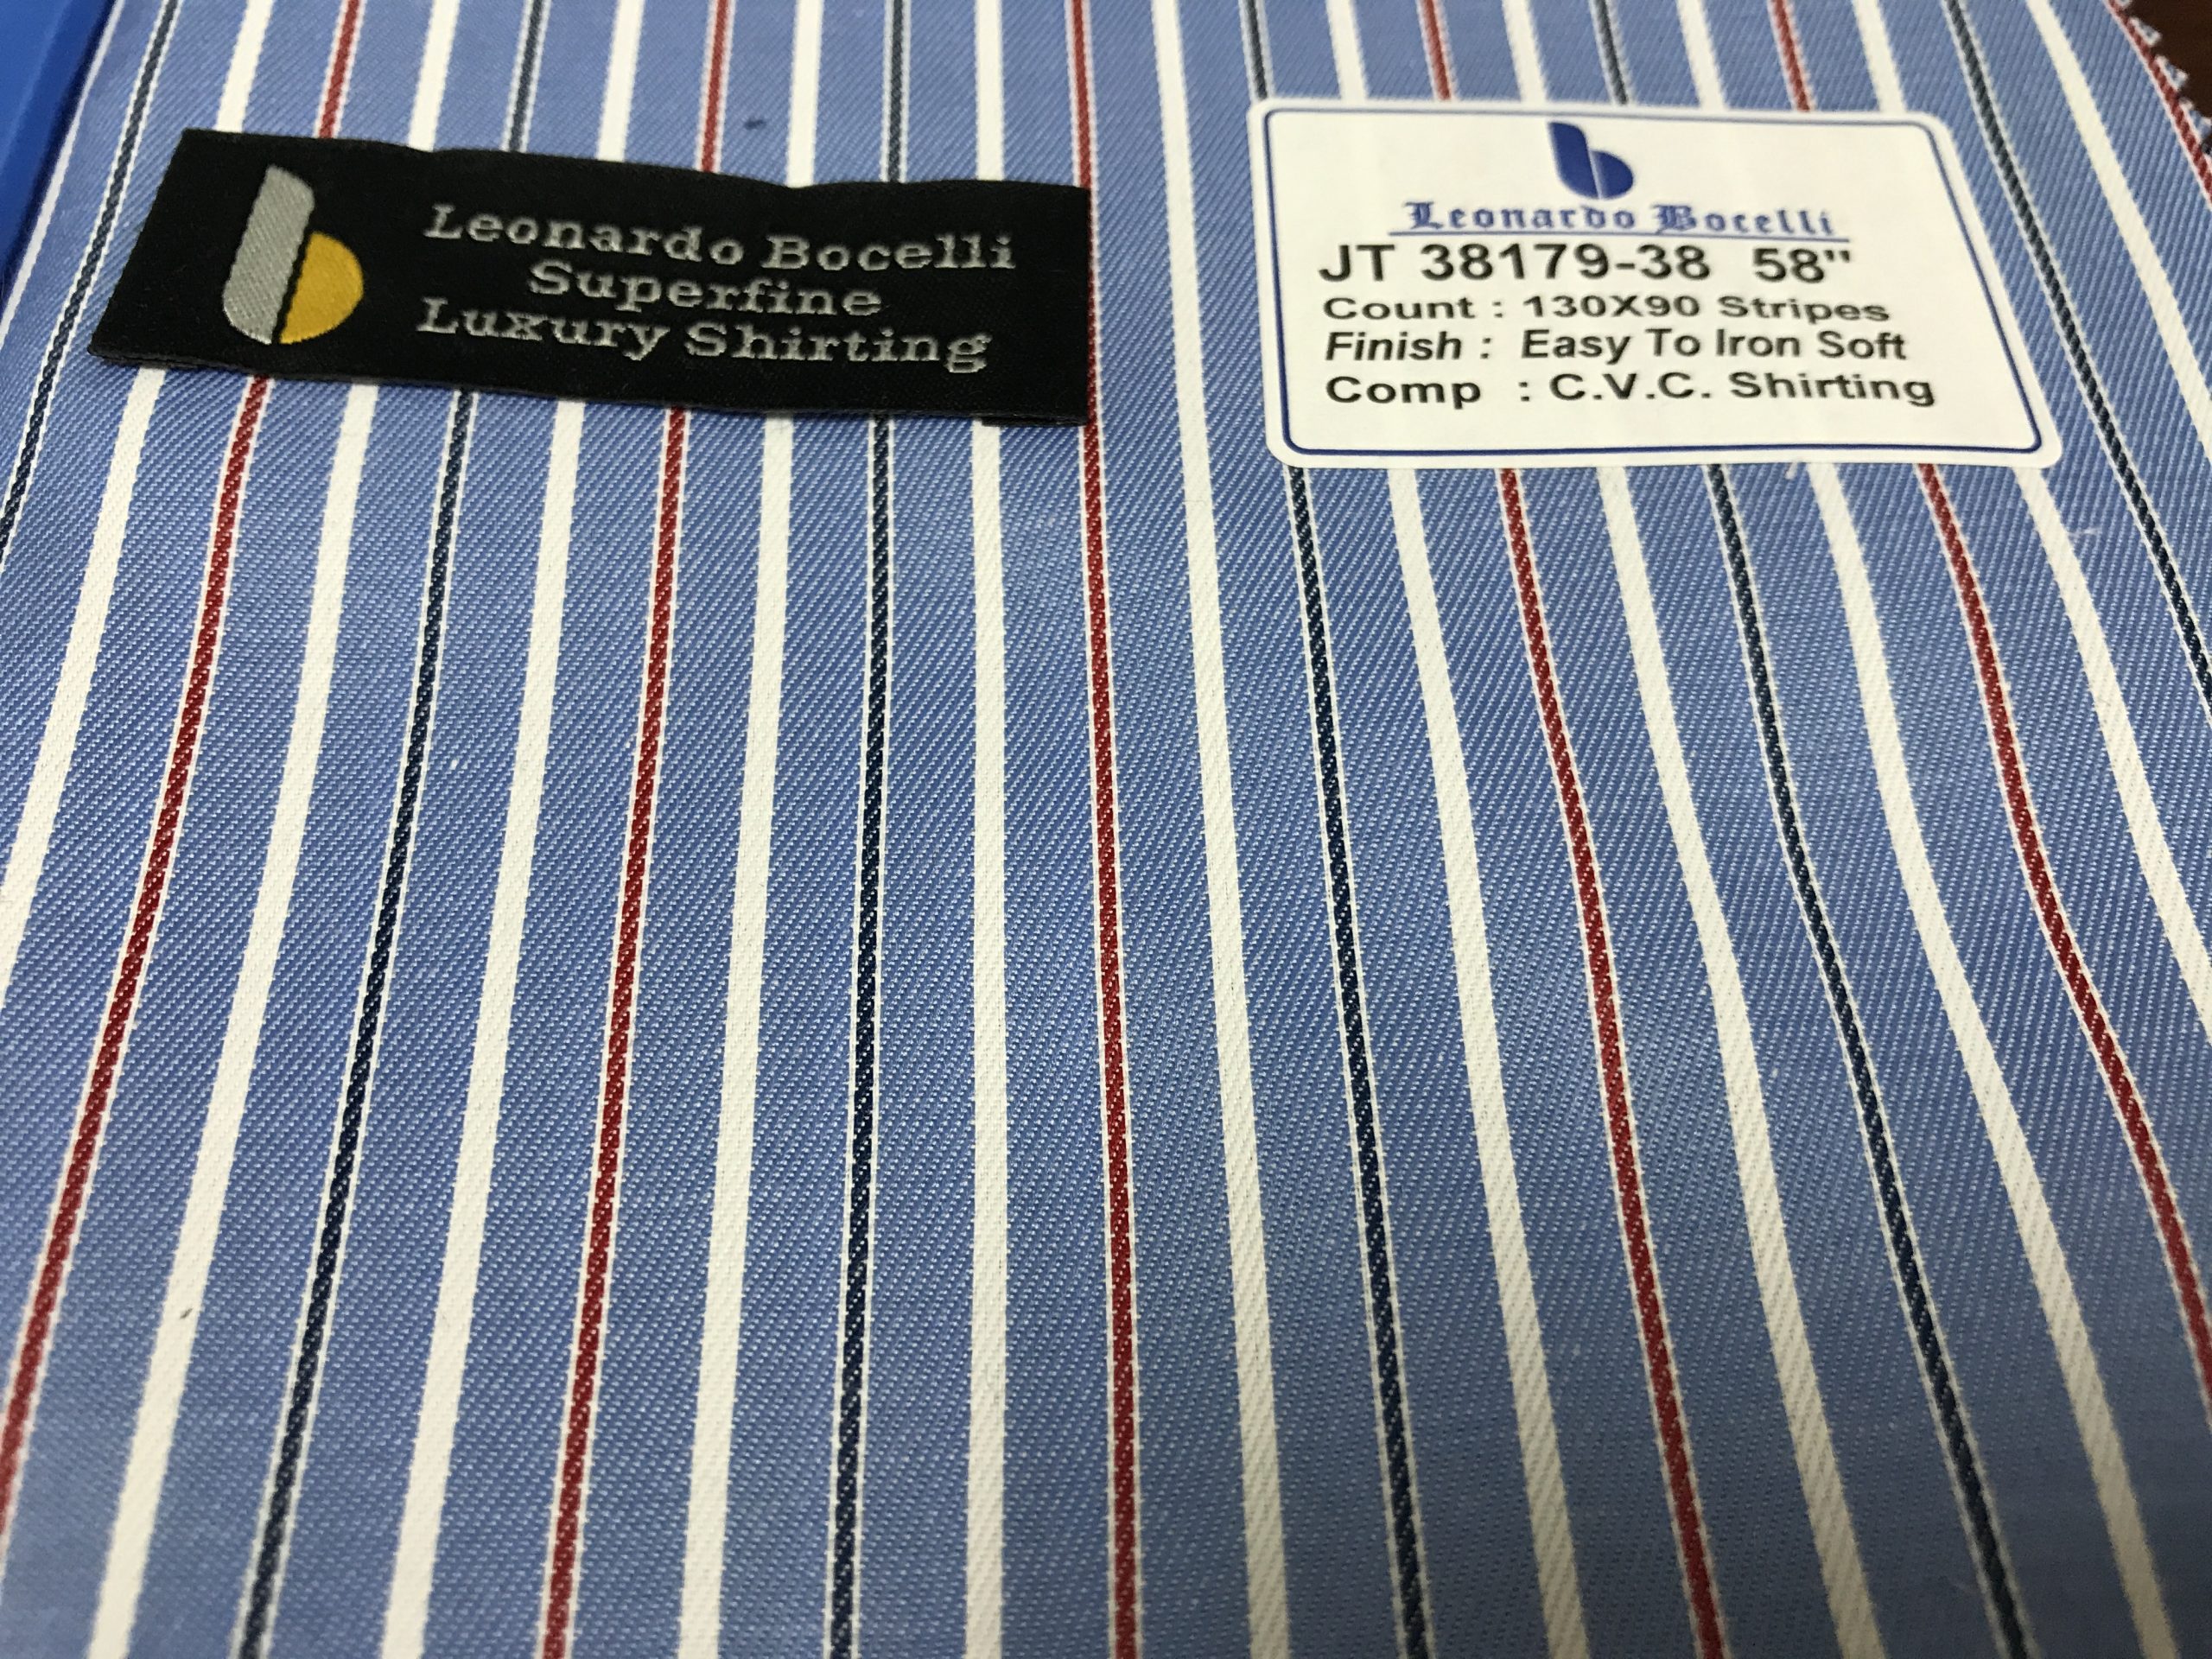 Leonardo Bocelli
Superfine
Luxury Shirting
Leonardo Bocelli
JT 38179-38 58"
Count : 130X90 Stripes
Finish : Easy To Iron Soft
Comp : C.V.C. Shirting